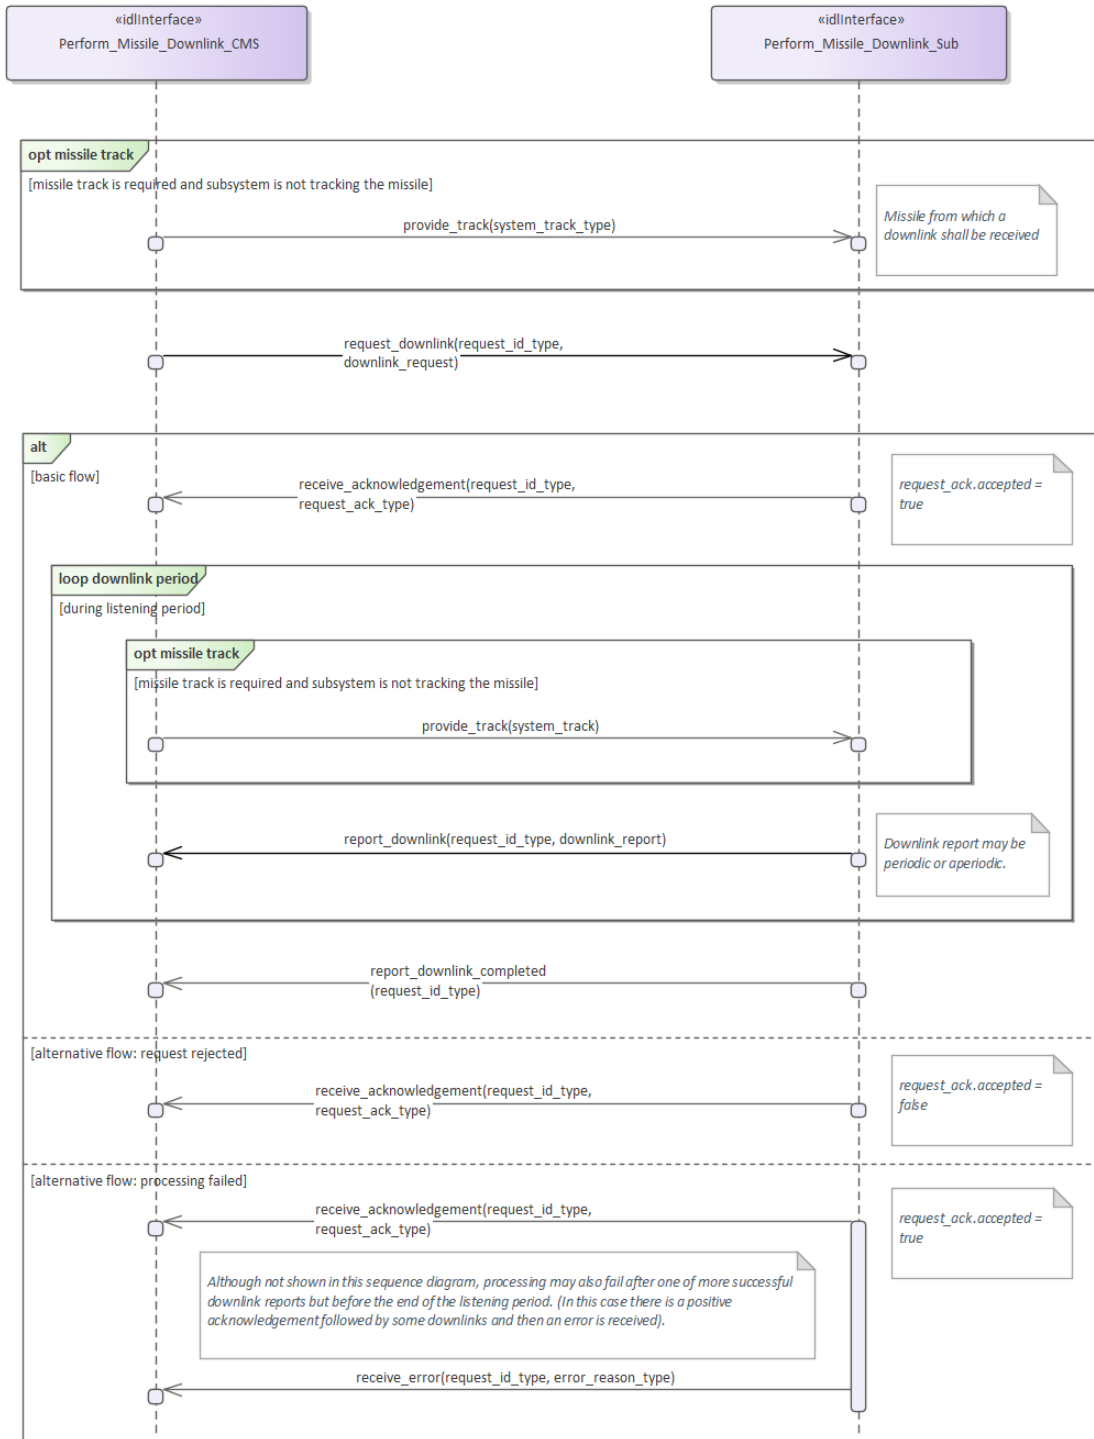 «idlInterface»
Perform_Missile_Downlink_CMS
«idlInterface»
Perform_Missile_Downlink_Sub
opt missile track
[missile track is required and subsystem is not tracking the missile]
provide_track(system_track_type)
Missile from which a
downlink shall be received
request_downlink(request_id_type,
downlink_request)
alt
[basic flow]
receive_acknowledgement(request_id_type,
request_ack_type)
request_ack.accepted =
true
loop downlink period
[during listening period]
opt missile track
[missile track is required and subsystem is not tracking the missile]
provide_track(system_track)
report_downlink(request_id_type, downlink_report)
Downlink report may be
periodic or aperiodic.
report_downlink_completed
(request_id_type)
[alternative flow: request rejected]
receive_acknowledgement(request_id_type,
request_ack_type)
request_ack.accepted =
false
[alternative flow: processing failed]
receive_acknowledgement(request_id_type,
request_ack_type)
request_ack.accepted =
true
Although not shown in this sequence diagram, processing may also fail after one of more successful
downlink reports but before the end of the listening period. (In this case there is a positive
acknowledgement followed by some downlinks and then an error is received).
receive_error(request_id_type, error_reason_type)